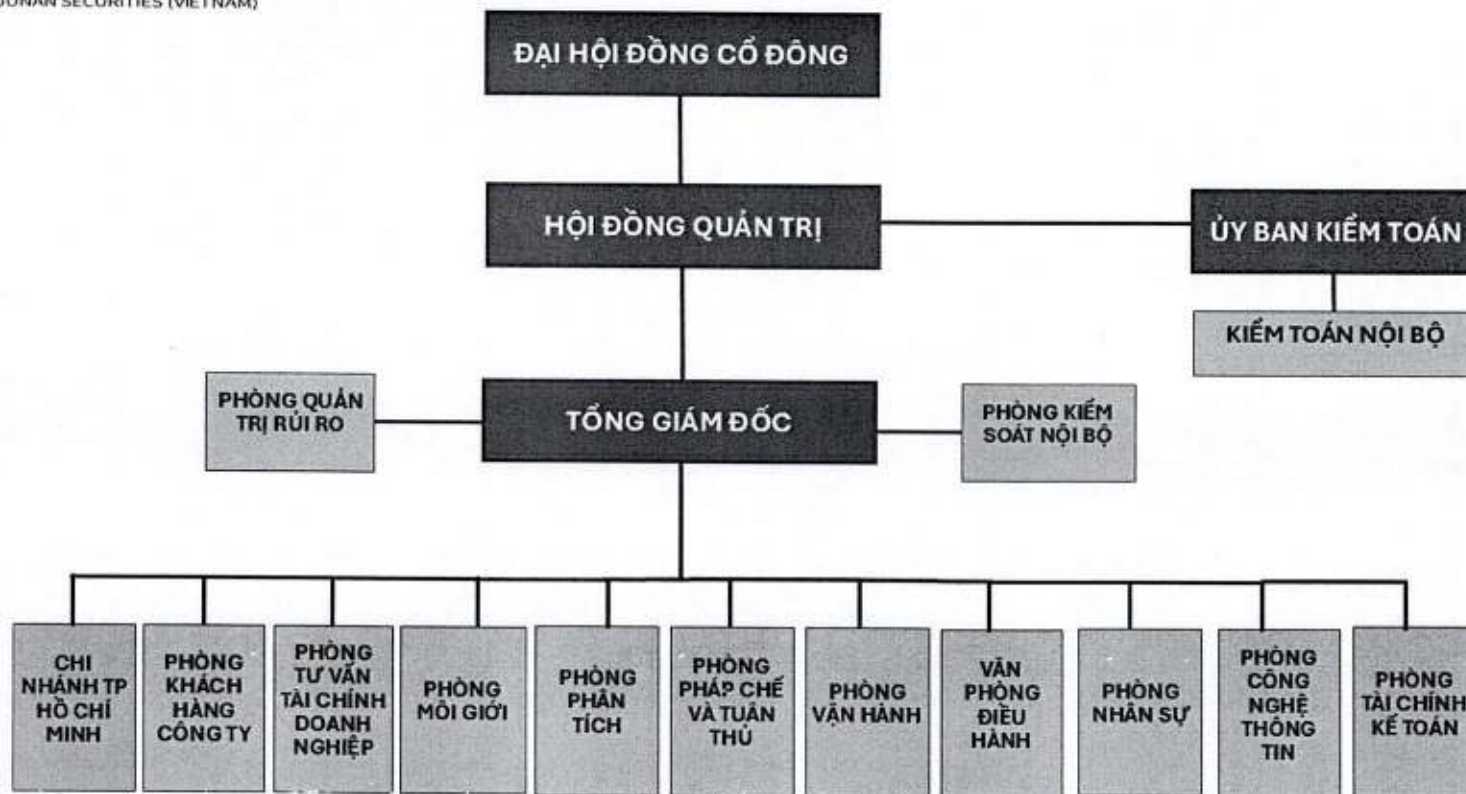 SECURITIES (VIETNAM)
ĐẠI HỘI ĐỒNG CỔ ĐÔNG
HỘI ĐỒNG QUẢN TRỊ
ỦY BAN KIỂM TOÁN
KIỂM TOÁN NỘI BỘ
PHÒNG QUẢN
TRỊ RỦI RO
TỔNG GIÁM ĐỐC
PHÒNG KIỂM
SOÁT NỘI BỘ
CHI
NHÁNH TP
HỒ CHÍ
MINH
PHÒNG
KHÁCH
HÀNG
CÔNG TY
PHÒNG
TƯ VẤN
TÀI CHÍNH
DOANH
NGHIỆP
PHÒNG
MÔI GIỚI
PHÒNG
PHÂN
TÍCH
PHÒNG
PHÁP CHẾ
VÀ TUÂN
THỦ
PHÒNG
VẬN HÀNH
VĂN
PHÒNG
ĐIỀU
HÀNH
PHÒNG
NHÂN SỰ
PHÒNG
CÔNG
NGHỆ
THÔNG
TIN
PHÒNG
TÀI CHÍNH
KẾ TOÁN